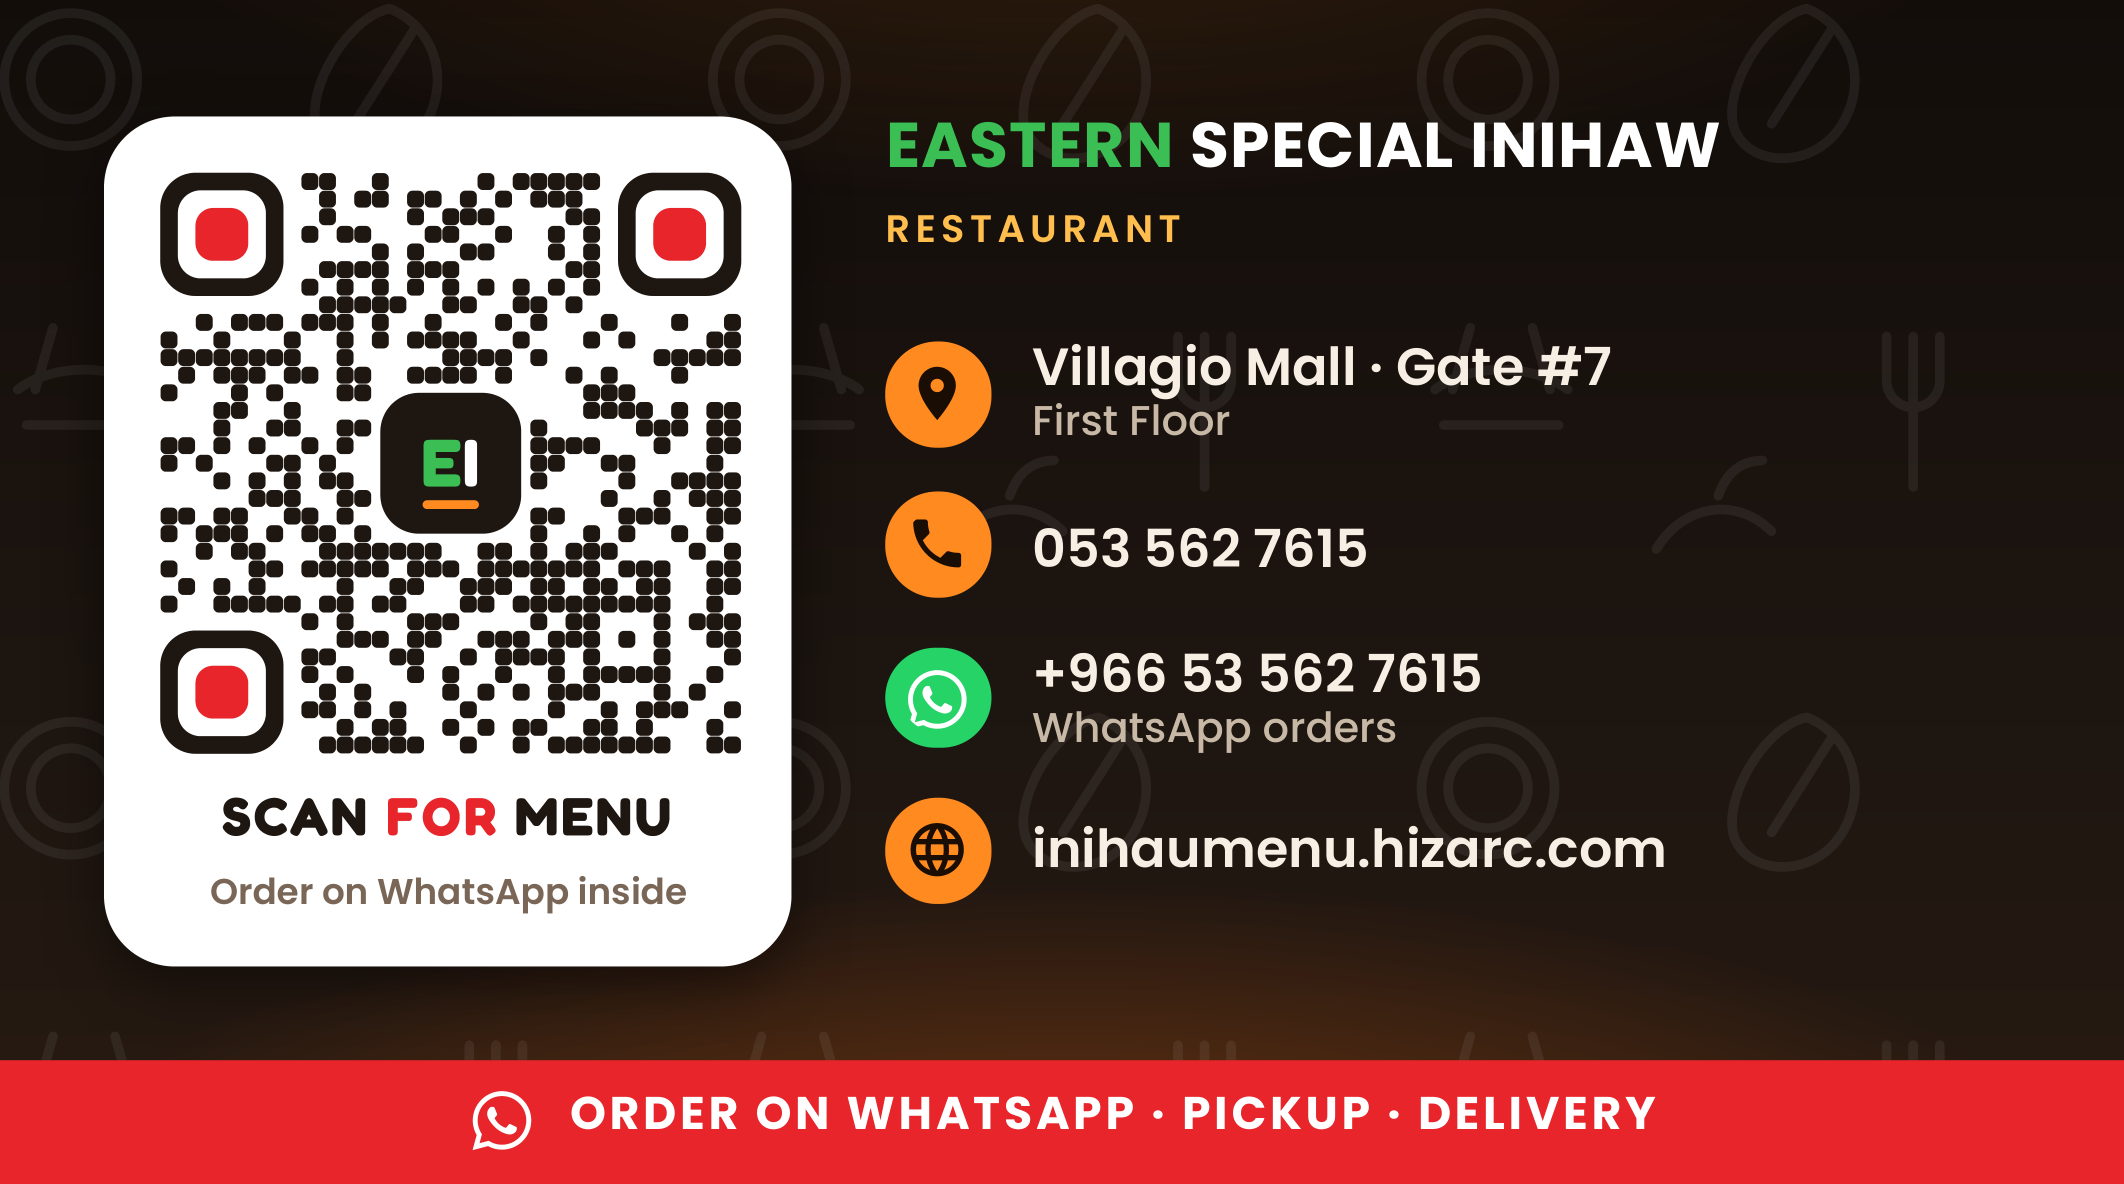 EI
SCAN FOR MENU
Order on WhatsApp inside
EASTERN SPECIAL INIHAW
RESTAURANT
Villagio Mall · Gate #7
First Floor
053 562 7615
+966 53 562 7615
WhatsApp orders
inihaumenu.hizarc.com
ORDER ON WHATSAPP · PICKUP · DELIVERY